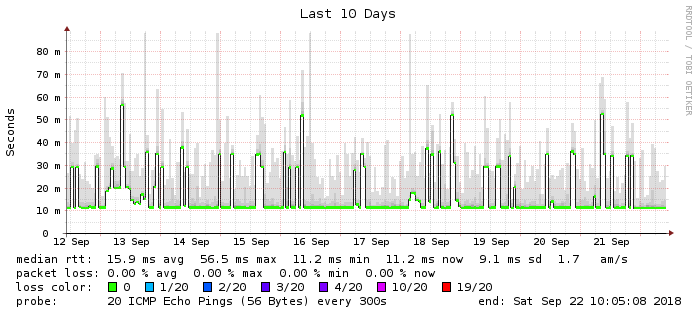 Last 10 Days
RRDTOOL / TOBI OETIKER
Seconds
80 m
70 m
60 m
50 m
40 m
30 m
20 m
10 m
0
12 Sep 13 Sep 14 Sep 15 Sep 16 Sep 17 Sep 18 Sep 19 Sep 20 Sep 21 Sep
median rtt: 15.9 ms avg 56.5 ms max 11.2 ms min 11.2 ms now 9.1 ms sd 1.7 am/s
packet loss: 0.00 % avg 0.00 % max 0.00 % min 0.00 % now
loss color: 0 1/20 2/20 3/20 4/20 10/20 19/20
probe: 20 ICMP Echo Pings (56 Bytes) every 300s end: Sat Sep 22 10:05:08 2018